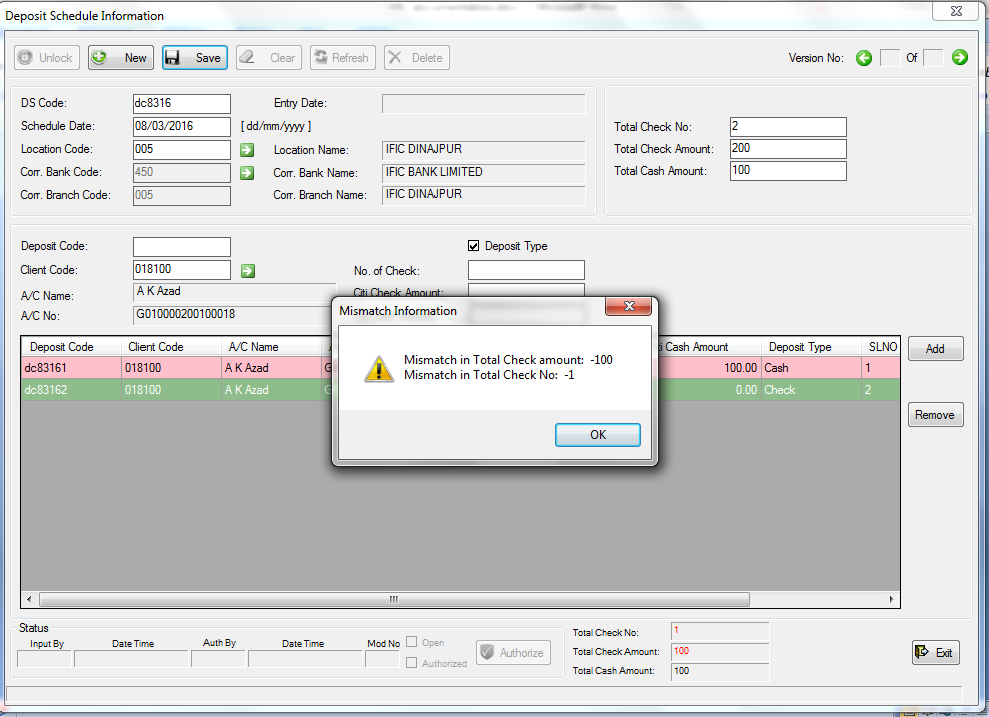 Deposit Schedule Information
Unlock New Save Clear Refresh Delete Version No: Of
DS Code: dc8316 Entry Date:
Schedule Date: 08/03/2016 [ dd/mm/yyyy ]
Location Code: 005 Location Name: IFIC DINAJPUR
Corr. Bank Code: 450 Corr. Bank Name: IFIC BANK LIMITED
Corr. Branch Code: 005 Corr. Branch Name: IFIC DINAJPUR
Total Check No: 2
Total Check Amount: 200
Total Cash Amount: 100
Deposit Code: Deposit Type
Client Code: 018100 No. of Check:
A/C Name: A K Azad Citi Check Amount:
A/C No: G010000200100018
Mismatch Information
Mismatch in Total Check amount: -100
Mismatch in Total Check No: -1
OK
Deposit Code Client Code A/C Name Cash Amount Deposit Type SLNO
dc83161 018100 A K Azad 100.00 Cash 1
dc83162 018100 A K Azad 0.00 Check 2
Add
Remove
Status
Input By Date Time Auth By Date Time Mod No Open
Authorized
Authorize
Total Check No: 1
Total Check Amount: 100
Total Cash Amount: 100
Exit